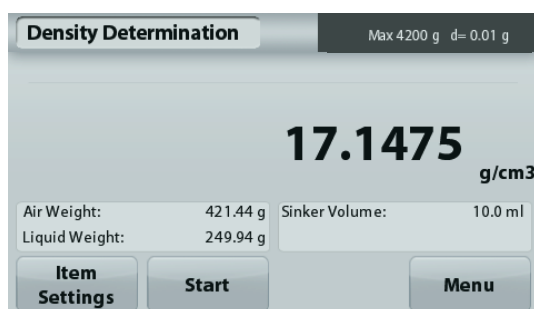 Density Determination
Max 4200 g d= 0.01 g
17.1475
g/cm3
Air Weight: 421.44 g
Liquid Weight: 249.94 g
Sinker Volume: 10.0 ml
Item
Settings
Start
Menu